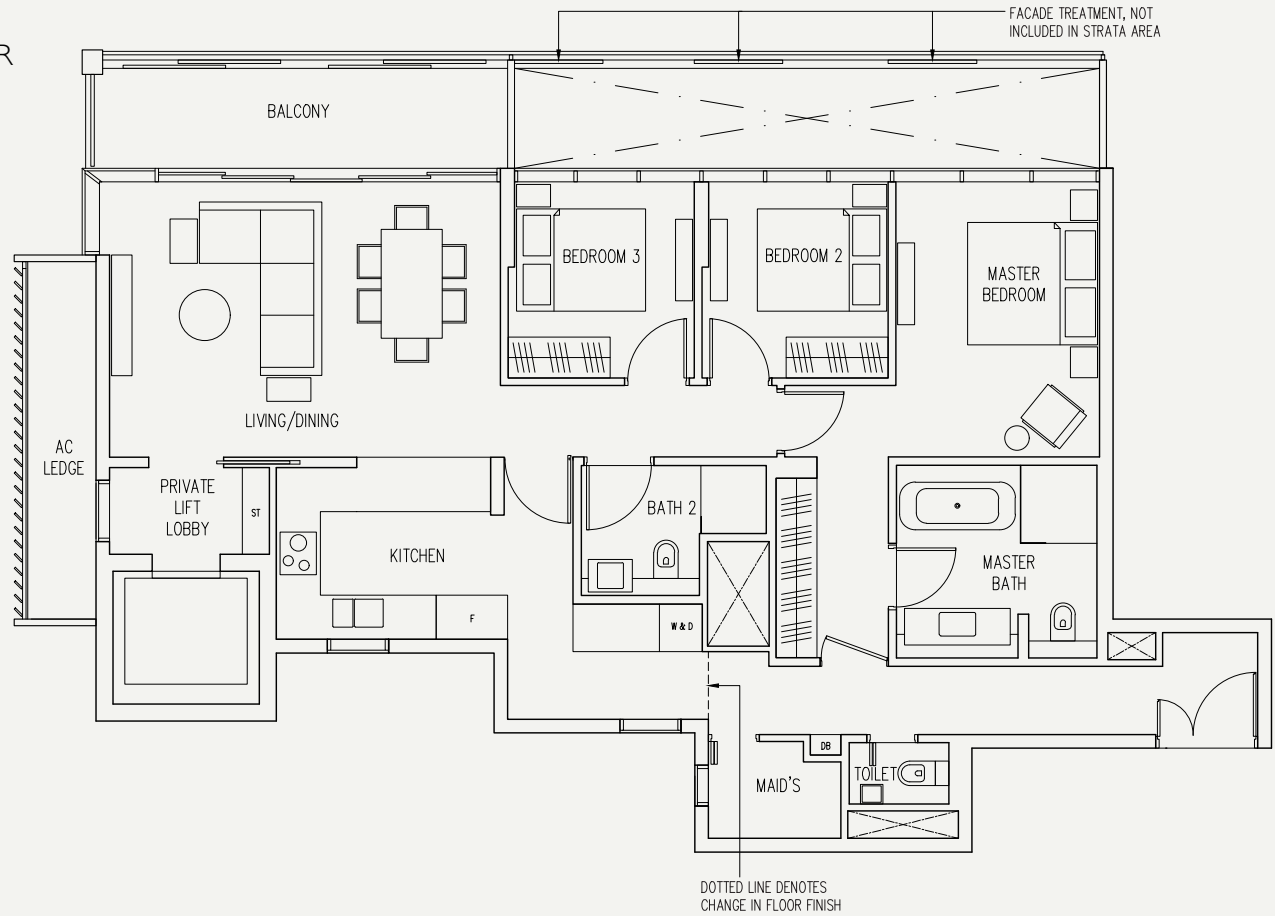 FACADE TREATMENT, NOT
INCLUDED IN STRATA AREA
R
BALCONY
BEDROOM 3
BEDROOM 2
MASTER
BEDROOM
LIVING/DINING
AC
LEDGE
PRIVATE
LIFT
LOBBY
ST
KITCHEN
BATH 2
MASTER
BATH
F
W & D
DB
TOILET
MAID'S
DOTTED LINE DENOTES
CHANGE IN FLOOR FINISH